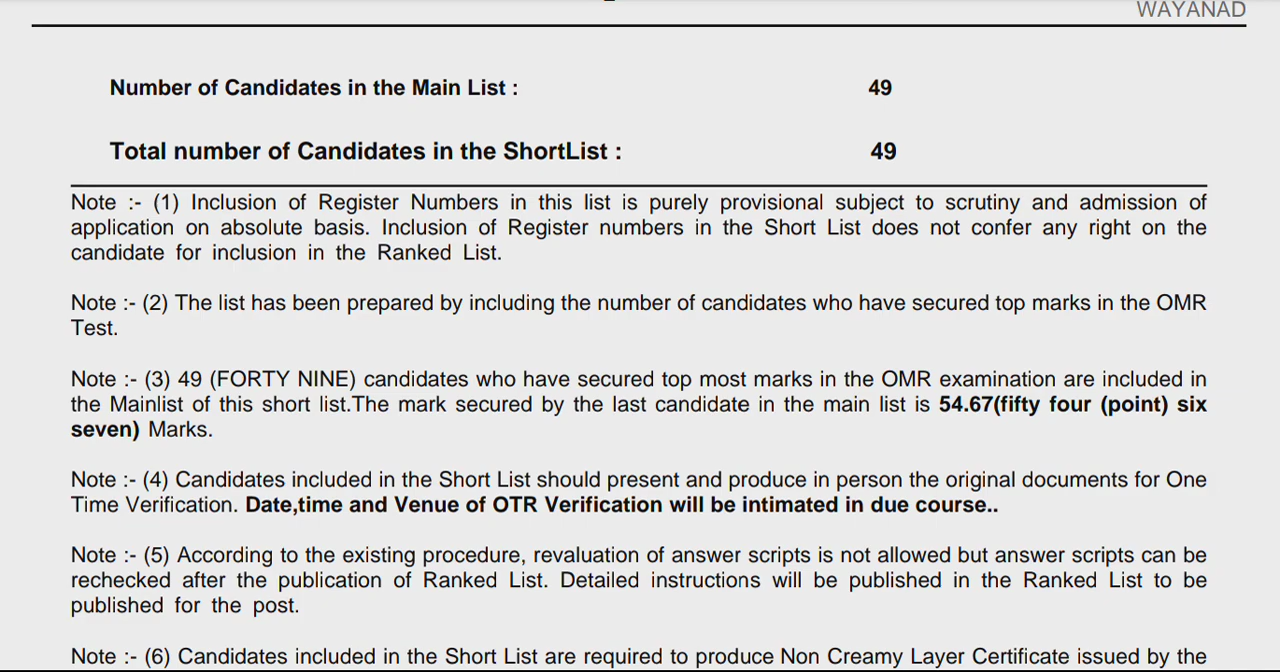 WAYANAD
Number of Candidates in the Main List : 49
Total number of Candidates in the ShortList : 49
Note :- (1) Inclusion of Register Numbers in this list is purely provisional subject to scrutiny and admission of
application on absolute basis. Inclusion of Register numbers in the Short List does not confer any right on the
candidate for inclusion in the Ranked List.
Note :- (2) The list has been prepared by including the number of candidates who have secured top marks in the OMR
Test.
Note :- (3) 49 (FORTY NINE) candidates who have secured top most marks in the OMR examination are included in
the Mainlist of this short list.The mark secured by the last candidate in the main list is 54.67(fifty four (point) six
seven) Marks.
Note :- (4) Candidates included in the Short List should present and produce in person the original documents for One
Time Verification. Date,time and Venue of OTR Verification will be intimated in due course..
Note :- (5) According to the existing procedure, revaluation of answer scripts is not allowed but answer scripts can be
rechecked after the publication of Ranked List. Detailed instructions will be published in the Ranked List to be
published for the post.
Note :- (6) Candidates included in the Short List are required to produce Non Creamy Layer Certificate issued by the